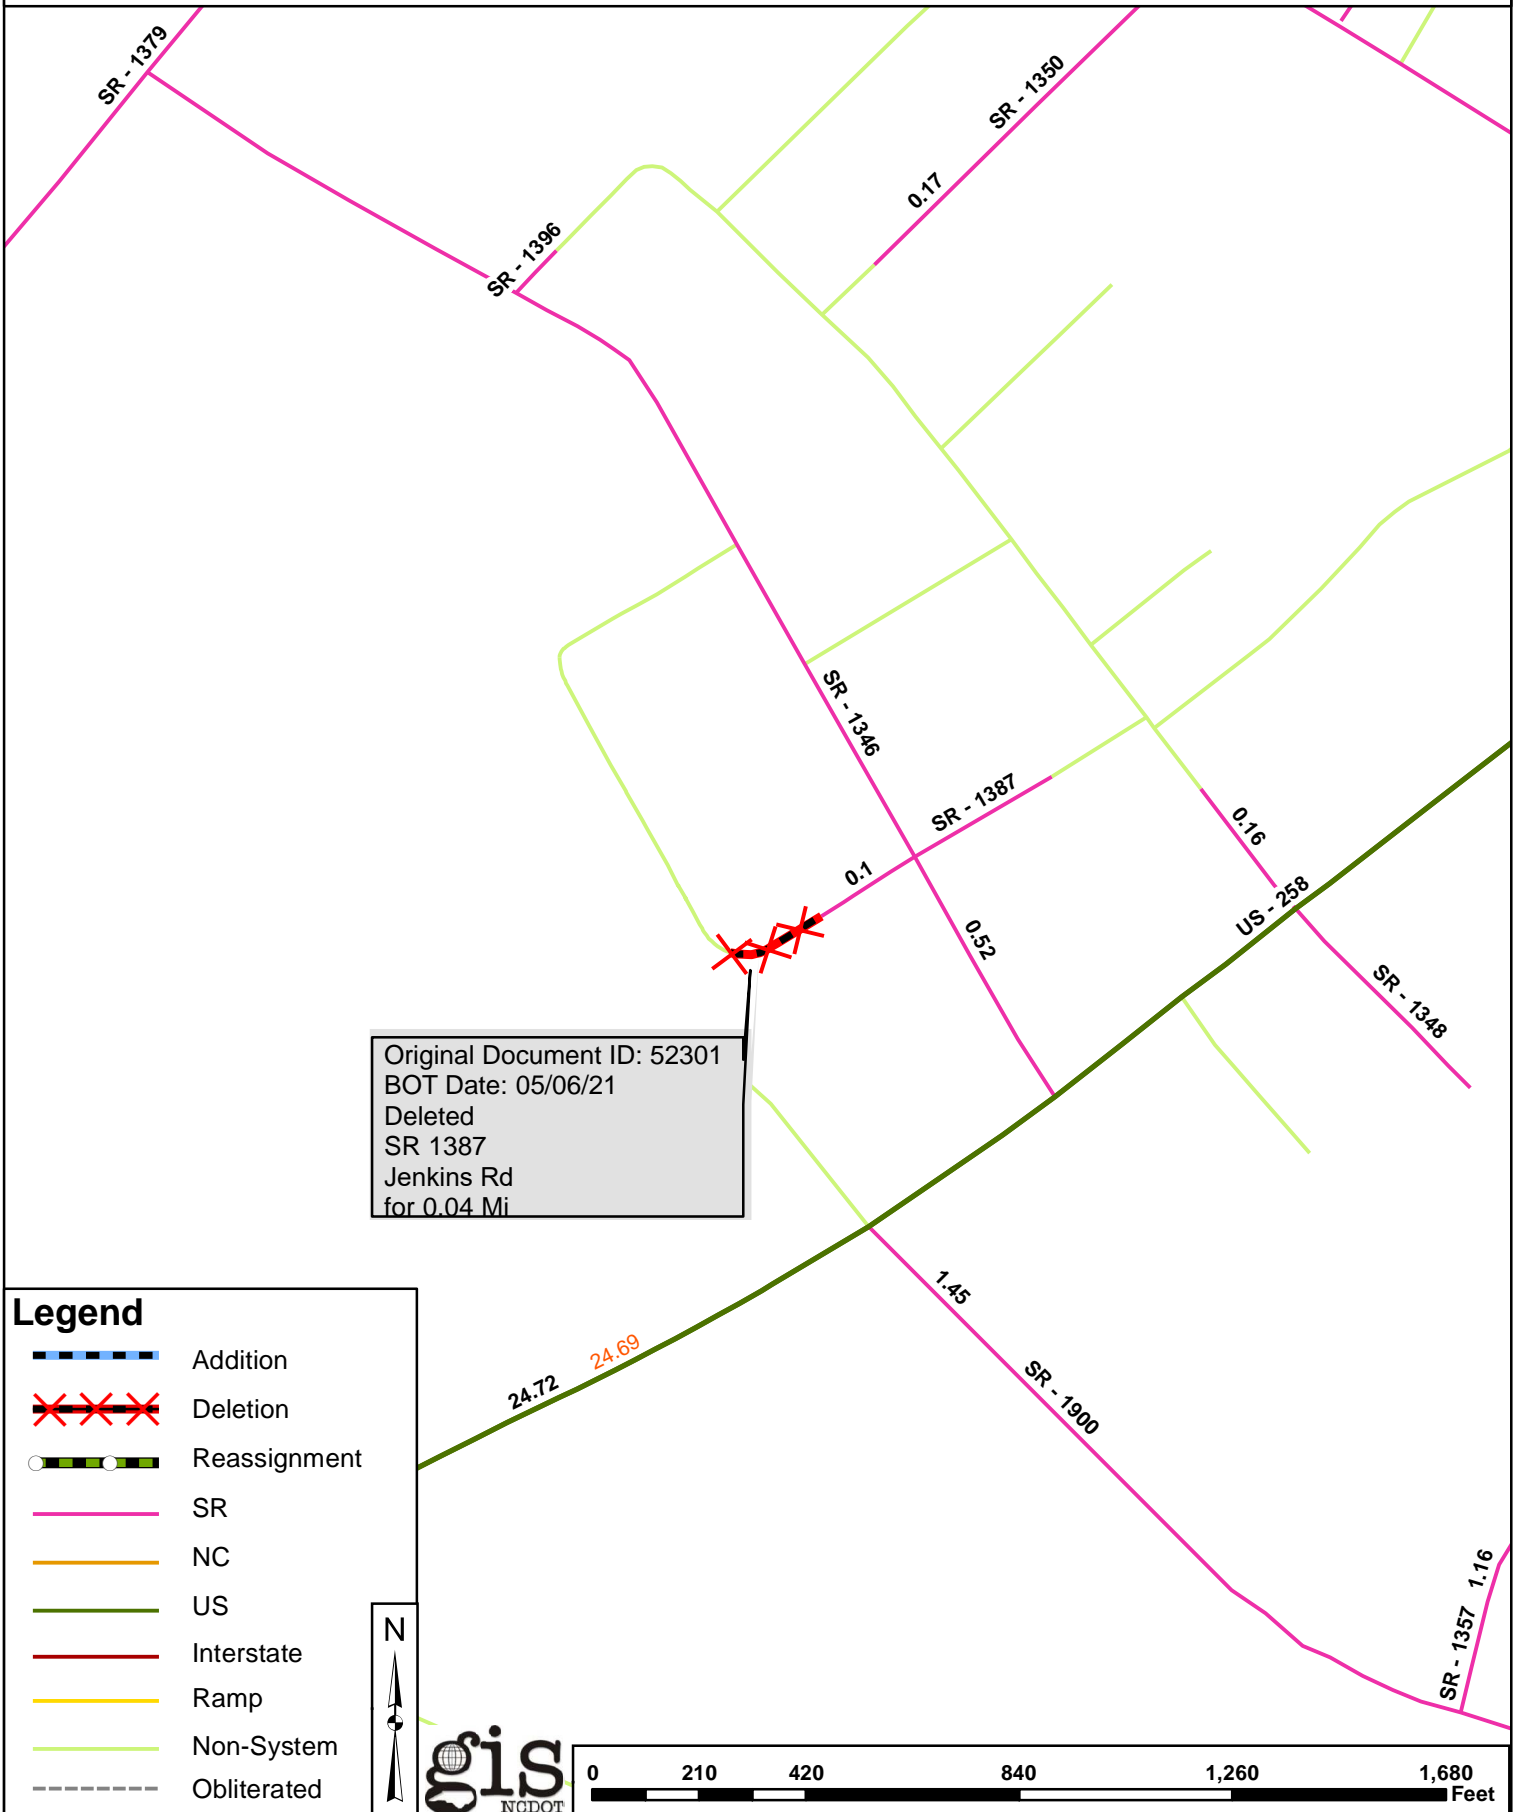 SR - 1379
SR - 1350
0.17
SR - 1396
SR - 1346
SR - 1387
0.1
0.16
US - 258
0.52
SR - 1348
Original Document ID: 52301
BOT Date: 05/06/21
Deleted
SR 1387
Jenkins Rd
for 0.04 Mi
1.45
24.69
24.72
SR - 1900
1.16
SR - 1357
Legend
Addition
Deletion
Reassignment
SR
NC
US
Interstate
Ramp
Non-System
Obliterated
N
gis
NCDOT
0 210 420 840 1,260 1,680
Feet